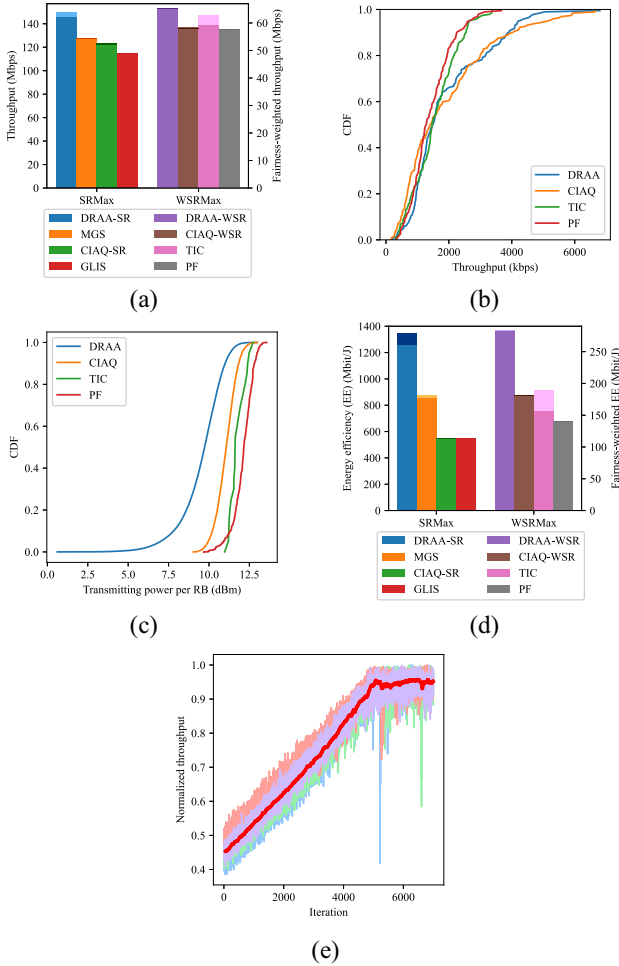 Throughput (Mbps)
140
120
100
80
60
40
20
0
60
50
40
30
20
10
0
Fairness-weighted throughput (Mbps)
SRMax
WSRMax
DRAA-SR
DRAA-WSR
MGS
CIAQ-WSR
CIAQ-SR
TIC
GLIS
PF
(a)
CDF
1.0
0.8
0.6
0.4
0.2
0.0
0
2000
4000
6000
Throughput (kbps)
DRAA
CIAQ
TIC
PF
(b)
CDF
1.0
0.8
0.6
0.4
0.2
0.0
0.0
2.5
5.0
7.5
10.0
12.5
Transmitting power per RB (dBm)
DRAA
CIAQ
TIC
PF
(c)
Energy efficiency (EE) (Mbit/J)
1400
1200
1000
800
600
400
200
0
250
200
150
100
50
0
Fairness-weighted EE (Mbit/J)
SRMax
WSRMax
DRAA-SR
DRAA-WSR
MGS
CIAQ-WSR
CIAQ-SR
TIC
GLIS
PF
(d)
Normalized throughput
1.0
0.9
0.8
0.7
0.6
0.5
0.4
0
2000
4000
6000
Iteration
(e)